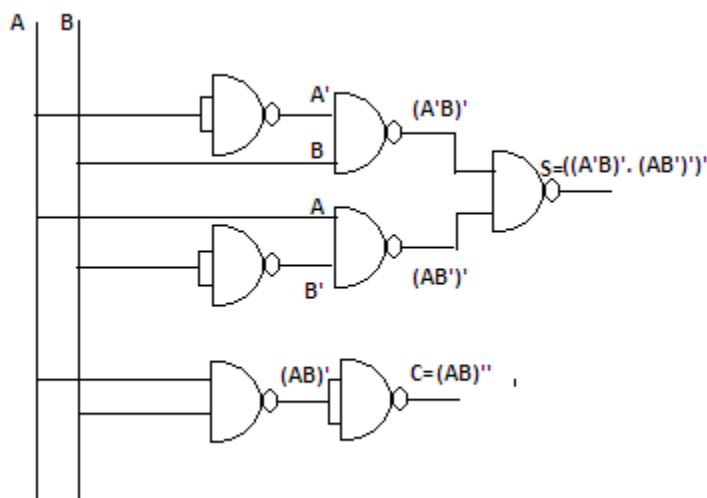 A B
A'
(A'B)'
B
S=((A'B)'. (AB')')'
A
B'
(AB')'
(AB)'
C=(AB)''